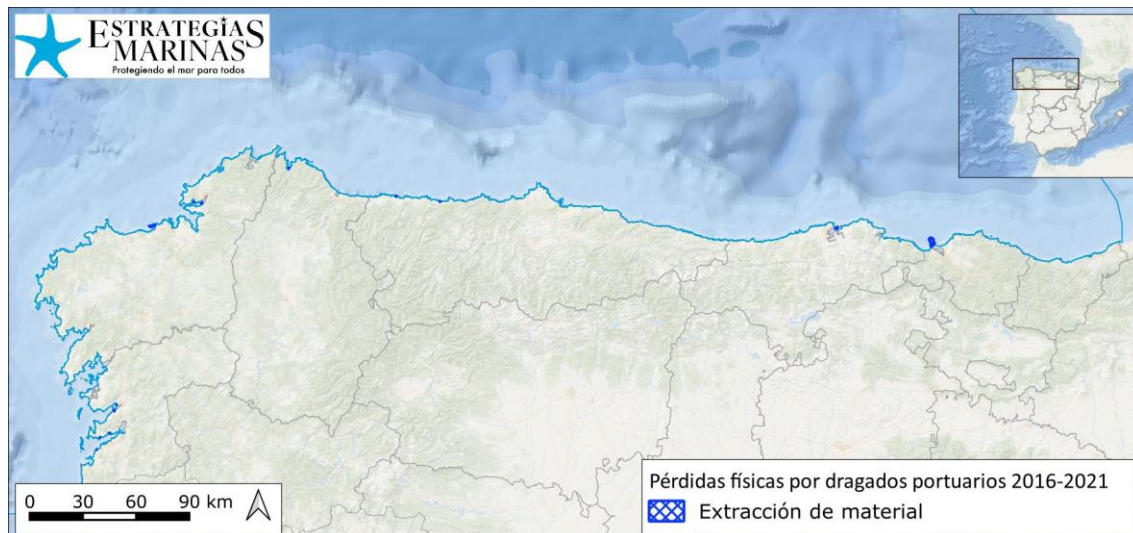 ESTRATEGIAS
MARINAS
Protegiendo el mar para todos
0 30 60 90 km
Pérdidas físicas por dragados portuarios 2016-2021
Extracción de material